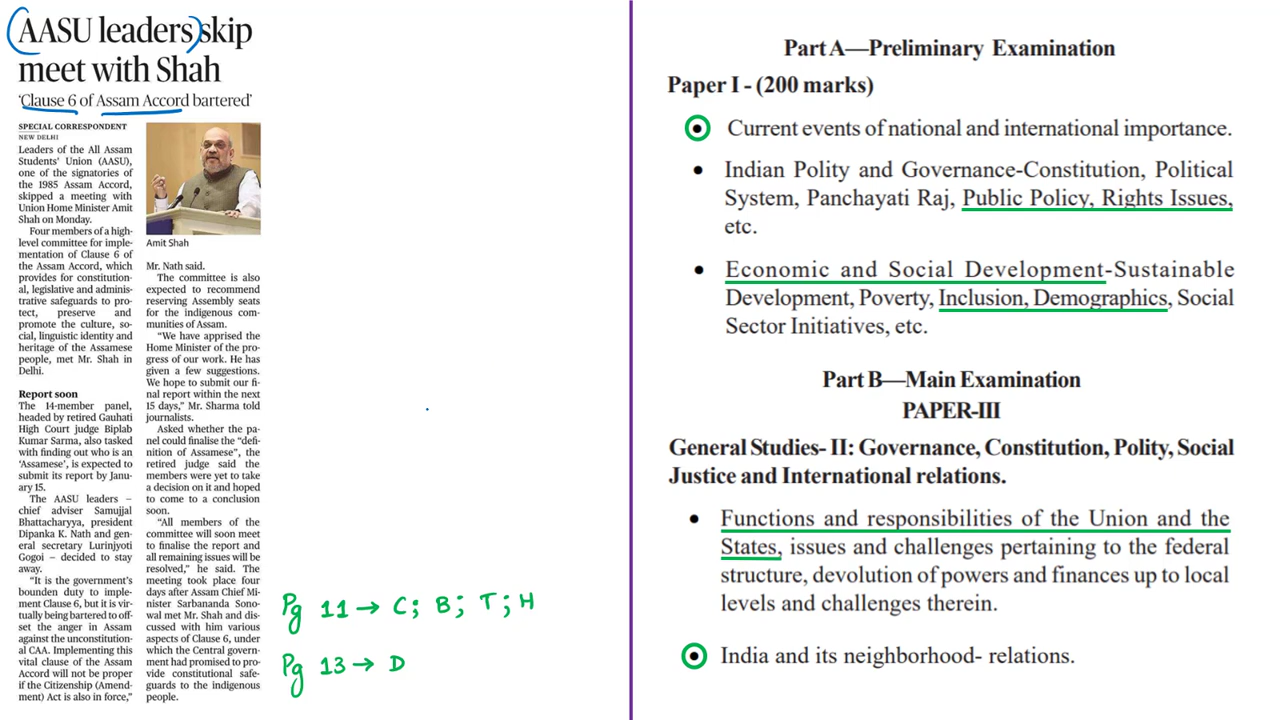 AASU leaders skip
meet with Shah
‘Clause 6 of Assam Accord bartered’
SPECIAL CORRESPONDENT
NEW DELHI
Leaders of the All Assam
Students’ Union (AASU),
one of the signatories of
the 1985 Assam Accord,
skipped a meeting with
Union Home Minister Amit
Shah on Monday.
Four members of a high-
level committee for imple-
mentation of Clause 6 of
the Assam Accord, which
provides for constitution-
al, legislative and adminis-
trative safeguards to pro-
tect, preserve and
promote the culture, so-
cial, linguistic identity and
heritage of the Assamese
people, met Mr. Shah in
Delhi.
Report soon
The 14-member panel,
headed by retired Gauhati
High Court judge Biplab
Kumar Sarma, also tasked
with finding out who is an
‘Assamese’, is expected to
submit its report by Janu-
ary 15.
The AASU leaders –
chief adviser Samujjal
Bhattacharyya, president
Dipanka K. Nath and gen-
eral secretary Lurinjyoti
Gogoi – decided to stay
away.
“It is the government’s
bounden duty to imple-
ment Clause 6, but it is vir-
tually being bartered to off-
set the anger in Assam
against the unconstitution-
al CAA. Implementing this
vital clause of the Assam
Accord will not be proper
if the Citizenship (Amend-
ment) Act is also in force,”
Amit Shah
Mr. Nath said.
The committee is also
expected to recommend
reserving Assembly seats
for the indigenous com-
munities of Assam.
“We have apprised the
Home Minister of the pro-
gress of our work. He has
given a few suggestions.
We hope to submit our fi-
nal report within the next
15 days,” Mr. Sharma told
journalists.
Asked whether the pa-
nel could finalise the “defi-
nition of Assamese”, the
retired judge said the
members were yet to take
a decision on it and hoped
to come to a conclusion
soon.
“All members of the
committee will soon meet
to finalise the report and
all remaining issues will be
resolved,” he said. The
meeting took place four
days after Assam Chief Mi-
nister Sarbananda Sono-
wal met Mr. Shah and dis-
cussed with him various
aspects of Clause 6, under
which the Central govern-
ment had promised to pro-
vide constitutional safe-
guards to the indigenous
people.
Pg 11 → C; B; T; H
Pg 13 → D
Part A—Preliminary Examination
Paper I - (200 marks)
• Current events of national and international importance.
• Indian Polity and Governance-Constitution, Political
System, Panchayati Raj, Public Policy, Rights Issues,
etc.
• Economic and Social Development-Sustainable
Development, Poverty, Inclusion, Demographics, Social
Sector Initiatives, etc.
Part B—Main Examination
PAPER-III
General Studies- II: Governance, Constitution, Polity, Social
Justice and International relations.
• Functions and responsibilities of the Union and the
States, issues and challenges pertaining to the federal
structure, devolution of powers and finances up to local
levels and challenges therein.
• India and its neighborhood- relations.